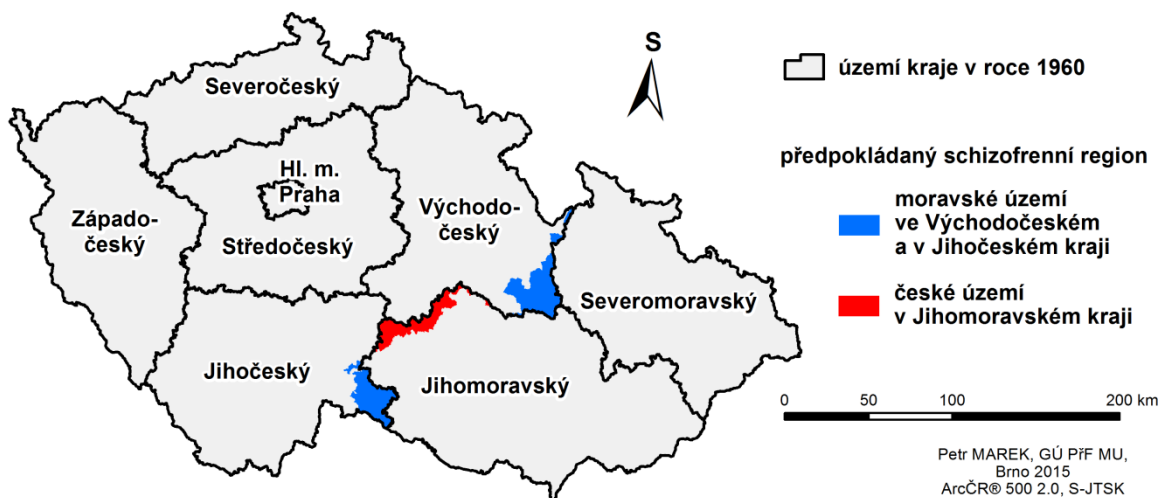 Severočeský
Hl. m.
Praha
Západo-
český
Středočeský
Východo-
český
Severomoravský
Jihočeský
Jihomoravský
S
území kraje v roce 1960
předpokládaný schizofrenní region
moravské území
ve Východočeském
a v Jihočeském kraji
české území
v Jihomoravském kraji
0 50 100 200 km
Petr MAREK, GÚ PřF MU,
Brno 2015
ArcČR® 500 2.0, S-JTSK